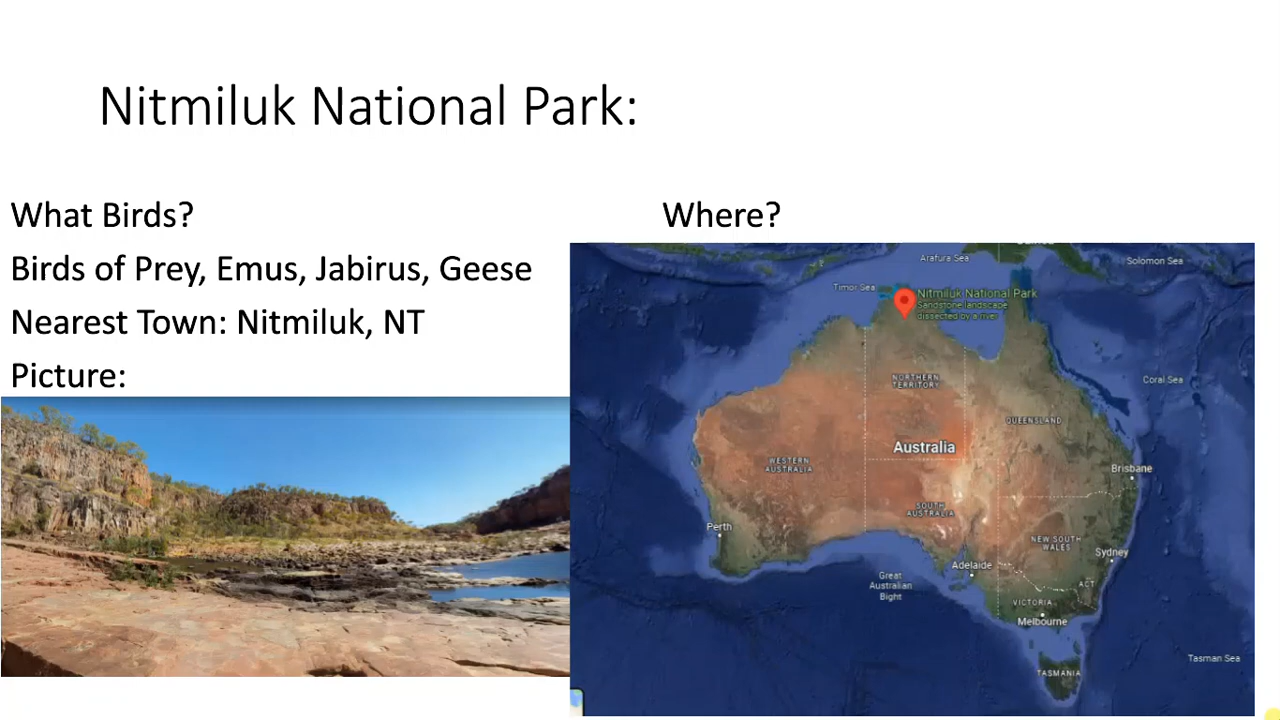 Nitmiluk National Park:
What Birds?
Birds of Prey, Emus, Jabirus, Geese
Nearest Town: Nitmiluk, NT
Picture:
Where?
Arafura Sea
Solomon Sea
Timor Sea
Nitmiluk National Park
Sandstone landscape
dissected by a river
NORTHERN
TERRITORY
Coral Sea
QUEENSLAND
Australia
WESTERN
AUSTRALIA
Brisbane
SOUTH
AUSTRALIA
Perth
NEW SOUTH
WALES
Sydney
Adelaide
Great
Australian
Bight
ACT
VICTORIA
Melbourne
Tasman Sea
TASMANIA